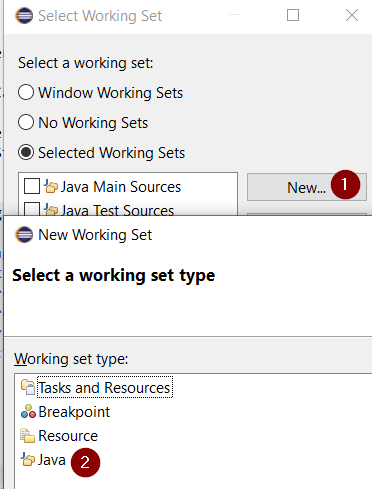 Select Working Set
Select a working set:
Window Working Sets
No Working Sets
Selected Working Sets
Java Main Sources
New... 1
Java Test Sources
New Working Set
Select a working set type
Working set type:
Tasks and Resources
Breakpoint
Resource
Java 2